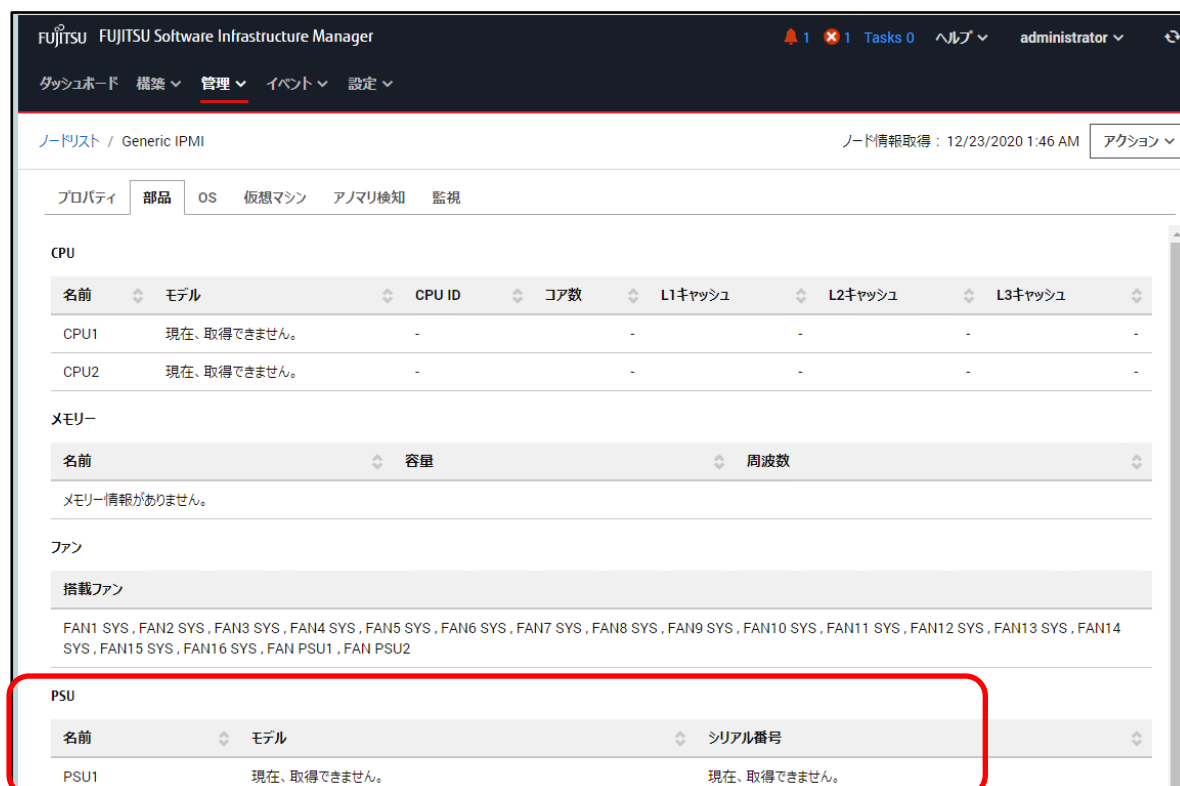 FUJITSU FUJITSU Software Infrastructure Manager 1 1 Tasks 0 ヘルプ administrator
ダッシュボード 構築 管理 イベント 設定
ノードリスト / Generic IPMI ノード情報取得 : 12/23/2020 1:46 AM アクション
プロパティ 部品 OS 仮想マシン アノマリ検知 監視
CPU
名前 モデル CPU ID コア数 L1キャッシュ L2キャッシュ L3キャッシュ
CPU1 現在、取得できません。 - - - - -
CPU2 現在、取得できません。 - - - - -
メモリー
名前 容量 周波数
メモリー情報がありません。
ファン
搭載ファン
FAN1 SYS , FAN2 SYS , FAN3 SYS , FAN4 SYS , FAN5 SYS , FAN6 SYS , FAN7 SYS , FAN8 SYS , FAN9 SYS , FAN10 SYS , FAN11 SYS , FAN12 SYS , FAN13 SYS , FAN14
SYS , FAN15 SYS , FAN16 SYS , FAN PSU1 , FAN PSU2
PSU
名前 モデル シリアル番号
PSU1 現在、取得できません。 現在、取得できません。